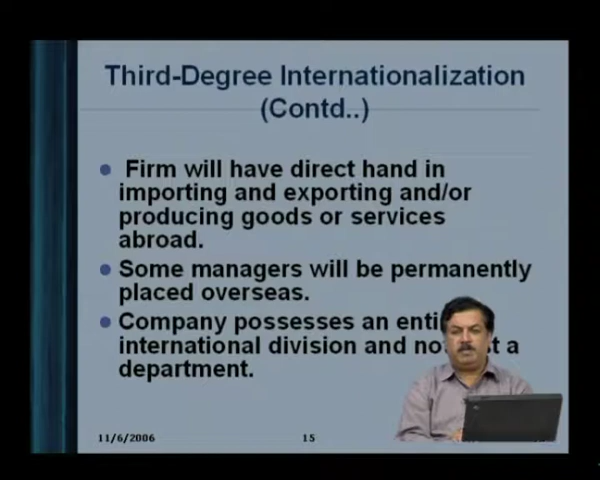 Third-Degree Internationalization
(Contd..)
Firm will have direct hand in
importing and exporting and/or
producing goods or services
abroad.
Some managers will be permanently
placed overseas.
Company possesses an
international division and a
department.
11/6/2006
15